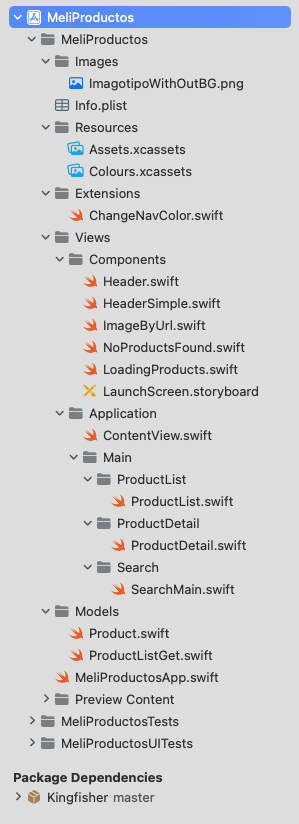 MeliProductos
MeliProductos
Images
ImagotipoWithOutBG.png
Info.plist
Resources
Assets.xcassets
Colours.xcassets
Extensions
ChangeNavColor.swift
Views
Components
Header.swift
HeaderSimple.swift
ImageByUrl.swift
NoProductsFound.swift
LoadingProducts.swift
LaunchScreen.storyboard
Application
ContentView.swift
Main
ProductList
ProductList.swift
ProductDetail
ProductDetail.swift
Search
SearchMain.swift
Models
Product.swift
ProductListGet.swift
MeliProductosApp.swift
Preview Content
MeliProductosTests
MeliProductosUITests
Package Dependencies
Kingfisher master